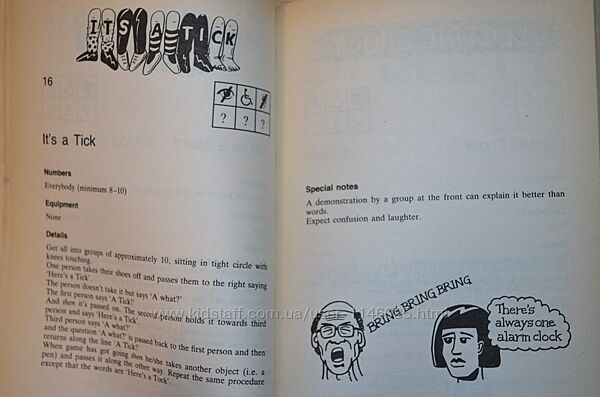 IT'S A TICK
16
? ? ?
It's a Tick
Numbers
Everybody (minimum 8–10)
Equipment
None
Details
Get all into groups of approximately 10, sitting in tight circle with
knees touching.
One person takes their shoes off and passes them to the right saying
'Here's a Tick'.
The person doesn't take it but says 'A what?'
The first person says 'A Tick!'
And then it's passed on. The second person holds it towards third
person and says 'Here's a Tick'.
Third person says 'A what?'
and the question 'A what?' is passed back to the first person and then
returns along the line 'A Tick!'
When game has got going then he/she takes another object (i.e. a
pen) and passes it along the other way. Repeat the same procedure
except that the words are 'Here's a Tock'.
Special notes
A demonstration by a group at the front can explain it better than
words.
Expect confusion and laughter.
BRING BRING BRING
There's
always one
alarm clock